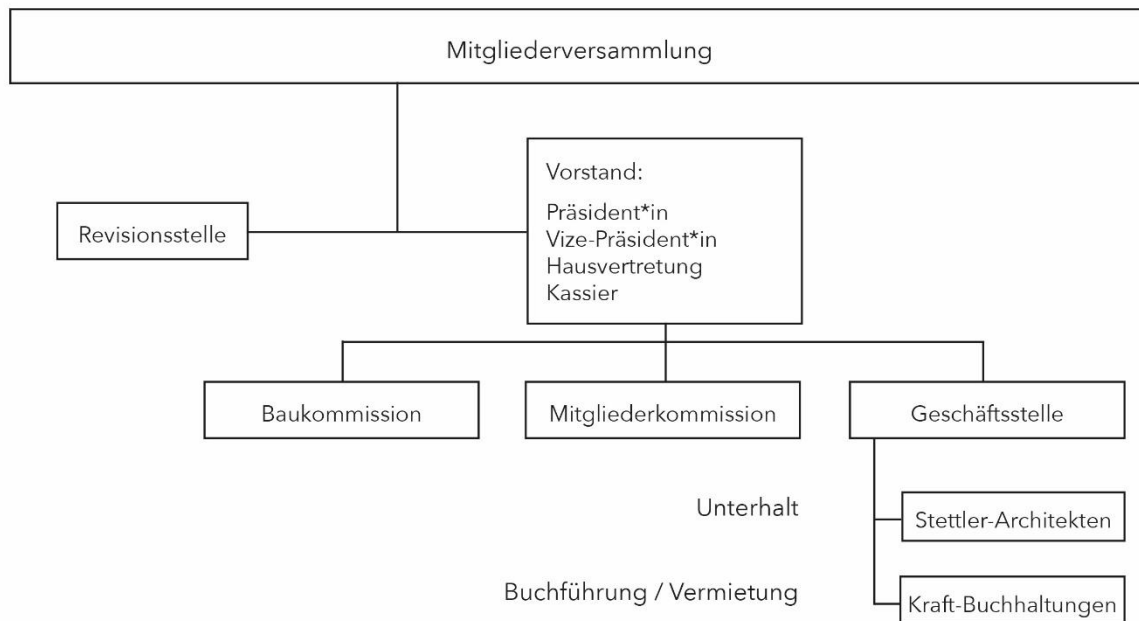 Mitgliederversammlung
Vorstand:
Präsident*in
Vize-Präsident*in
Hausvertretung
Kassier
Revisionsstelle
Baukommission
Mitgliederkommission
Geschäftsstelle
Unterhalt
Stettler-Architekten
Buchführung / Vermietung
Kraft-Buchhaltungen